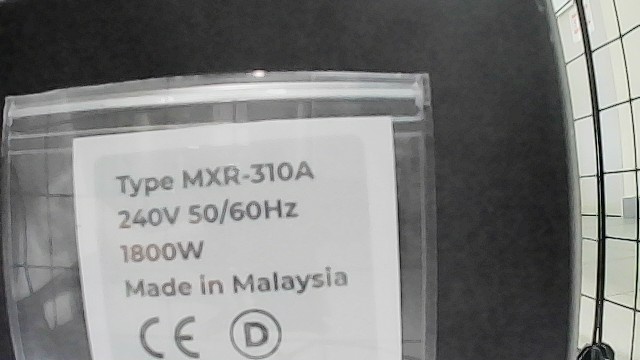 Type MXR-310A
240V 50/60Hz
1800W
Made in Malaysia
CE D